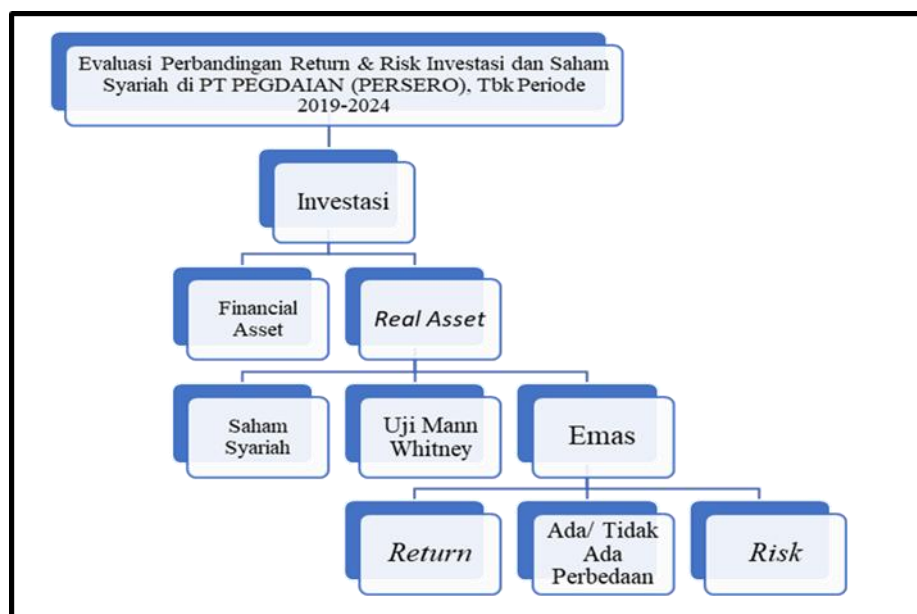 Evaluasi Perbandingan Return & Risk Investasi dan Saham
Syariah di PT PEGDAIAN (PERSERO), Tbk Periode
2019-2024
Investasi
Financial
Asset
Real Asset
Saham
Syariah
Uji Mann
Whitney
Emas
Return
Ada/ Tidak
Ada
Perbedaan
Risk